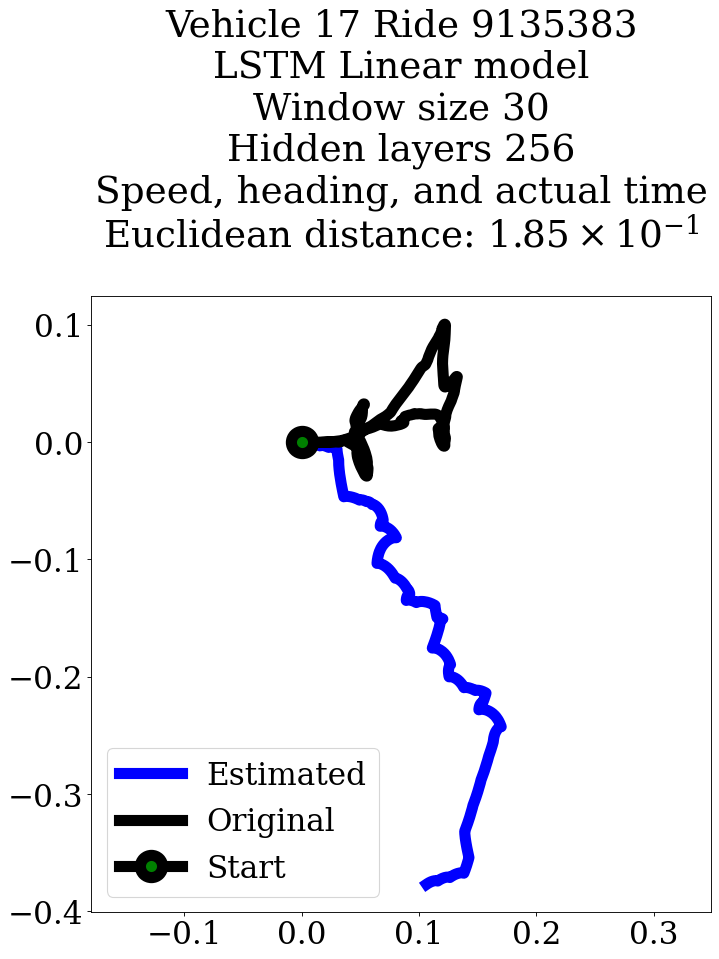 Vehicle 17 Ride 9135383
LSTM Linear model
Window size 30
Hidden layers 256
Speed, heading, and actual time
Euclidean distance: 1.85 × 10⁻¹
0.1
0.0
−0.1
−0.2
−0.3
−0.4
Estimated
Original
Start
−0.1 0.0 0.1 0.2 0.3